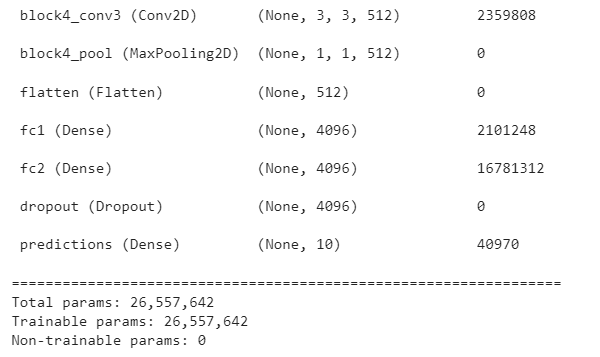 block4_conv3 (Conv2D) (None, 3, 3, 512) 2359808
block4_pool (MaxPooling2D) (None, 1, 1, 512) 0
flatten (Flatten) (None, 512) 0
fc1 (Dense) (None, 4096) 2101248
fc2 (Dense) (None, 4096) 16781312
dropout (Dropout) (None, 4096) 0
predictions (Dense) (None, 10) 40970
=================================================================
Total params: 26,557,642
Trainable params: 26,557,642
Non-trainable params: 0